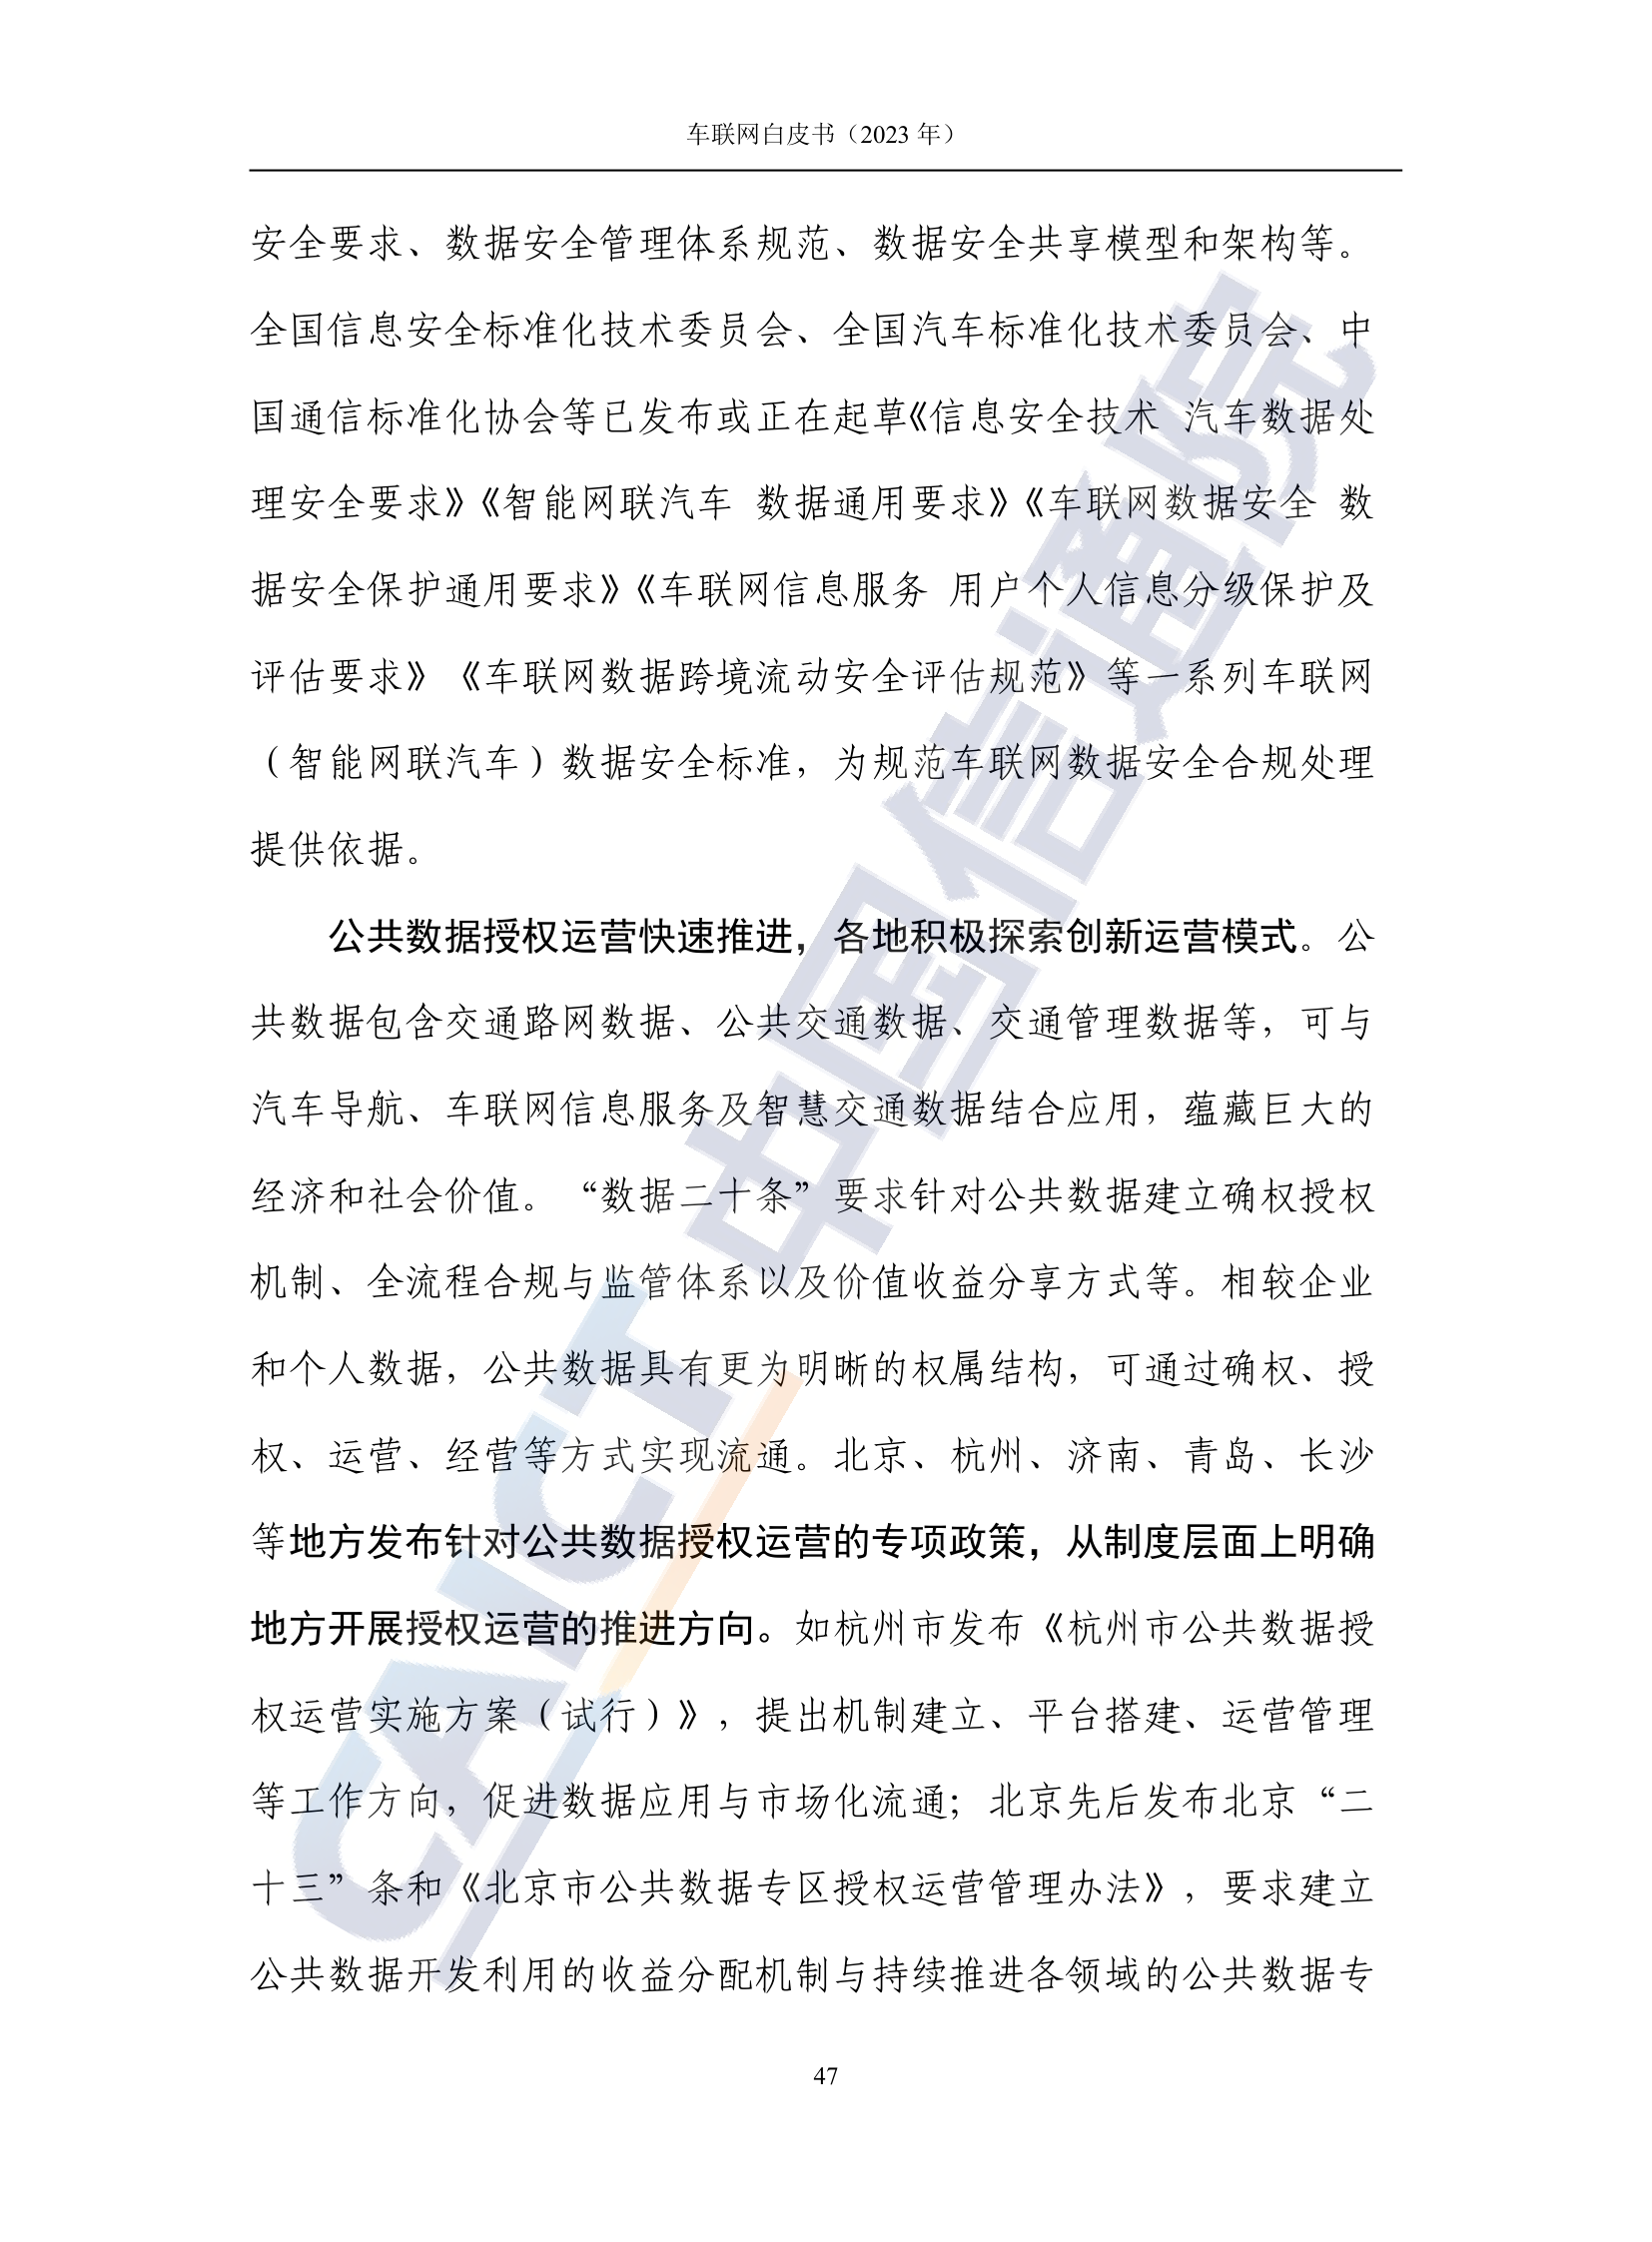 车联网白皮书（2023 年）
安全要求、数据安全管理体系规范、数据安全共享模型和架构等。
全国信息安全标准化技术委员会、全国汽车标准化技术委员会、中
国通信标准化协会等已发布或正在起草《信息安全技术 汽车数据处
理安全要求》《智能网联汽车 数据通用要求》《车联网数据安全 数
据安全保护通用要求》《车联网信息服务 用户个人信息分级保护及
评估要求》《车联网数据跨境流动安全评估规范》等一系列车联网
（智能网联汽车）数据安全标准，为规范车联网数据安全合规处理
提供依据。
公共数据授权运营快速推进，各地积极探索创新运营模式。公
共数据包含交通路网数据、公共交通数据、交通管理数据等，可与
汽车导航、车联网信息服务及智慧交通数据结合应用，蕴藏巨大的
经济和社会价值。“数据二十条”要求针对公共数据建立确权授权
机制、全流程合规与监管体系以及价值收益分享方式等。相较企业
和个人数据，公共数据具有更为明晰的权属结构，可通过确权、授
权、运营、经营等方式实现流通。北京、杭州、济南、青岛、长沙
等地方发布针对公共数据授权运营的专项政策，从制度层面上明确
地方开展授权运营的推进方向。如杭州市发布《杭州市公共数据授
权运营实施方案（试行）》，提出机制建立、平台搭建、运营管理
等工作方向，促进数据应用与市场化流通；北京先后发布北京“二
十三”条和《北京市公共数据专区授权运营管理办法》，要求建立
公共数据开发利用的收益分配机制与持续推进各领域的公共数据专
47
CAICT 中国信通院